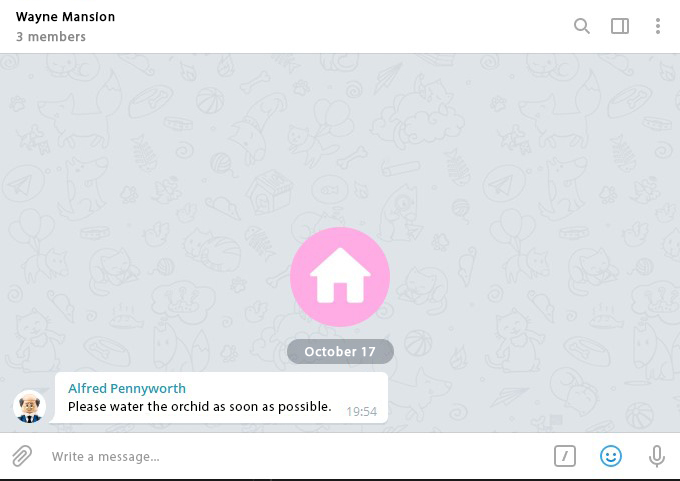 Wayne Mansion
3 members
October 17
Alfred Pennyworth
Please water the orchid as soon as possible.
19:54
Write a message...